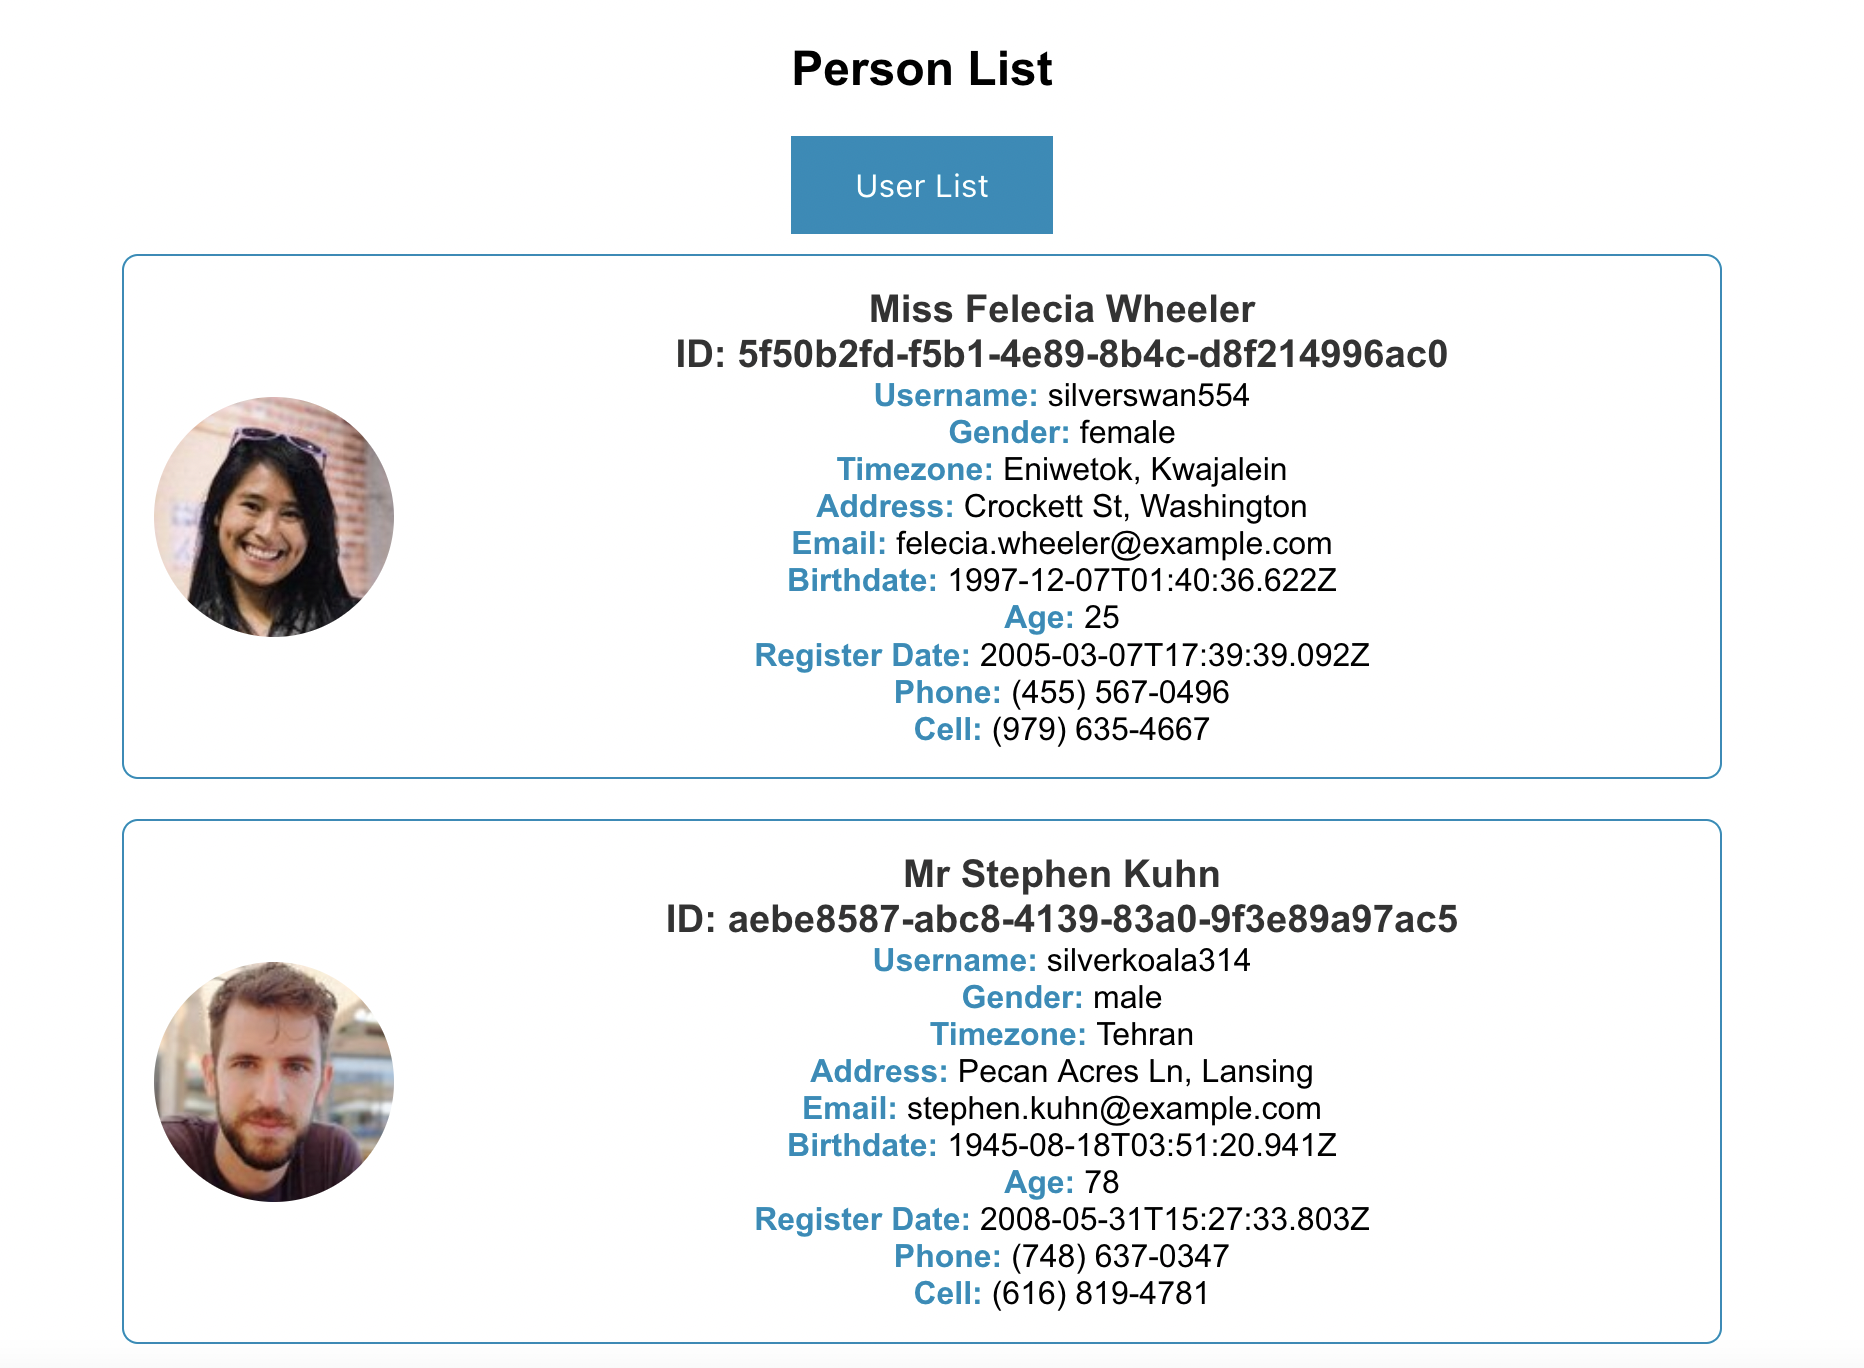 Person List
User List
Miss Felecia Wheeler
ID: 5f50b2fd-f5b1-4e89-8b4c-d8f214996ac0
Username: silverswan554
Gender: female
Timezone: Eniwetok, Kwajalein
Address: Crockett St, Washington
Email: felecia.wheeler@example.com
Birthdate: 1997-12-07T01:40:36.622Z
Age: 25
Register Date: 2005-03-07T17:39:39.092Z
Phone: (455) 567-0496
Cell: (979) 635-4667
Mr Stephen Kuhn
ID: aebe8587-abc8-4139-83a0-9f3e89a97ac5
Username: silverkoala314
Gender: male
Timezone: Tehran
Address: Pecan Acres Ln, Lansing
Email: stephen.kuhn@example.com
Birthdate: 1945-08-18T03:51:20.941Z
Age: 78
Register Date: 2008-05-31T15:27:33.803Z
Phone: (748) 637-0347
Cell: (616) 819-4781